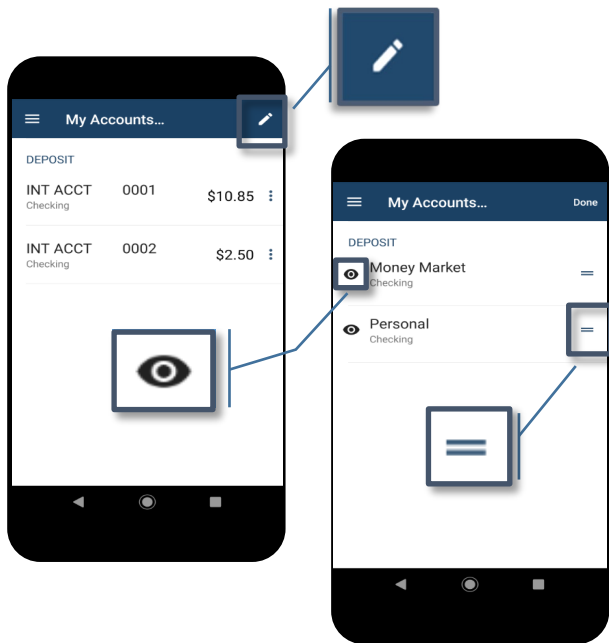 My Accounts...
DEPOSIT
INT ACCT 0001 $10.85
Checking
INT ACCT 0002 $2.50
Checking
My Accounts... Done
DEPOSIT
Money Market
Checking
Personal
Checking